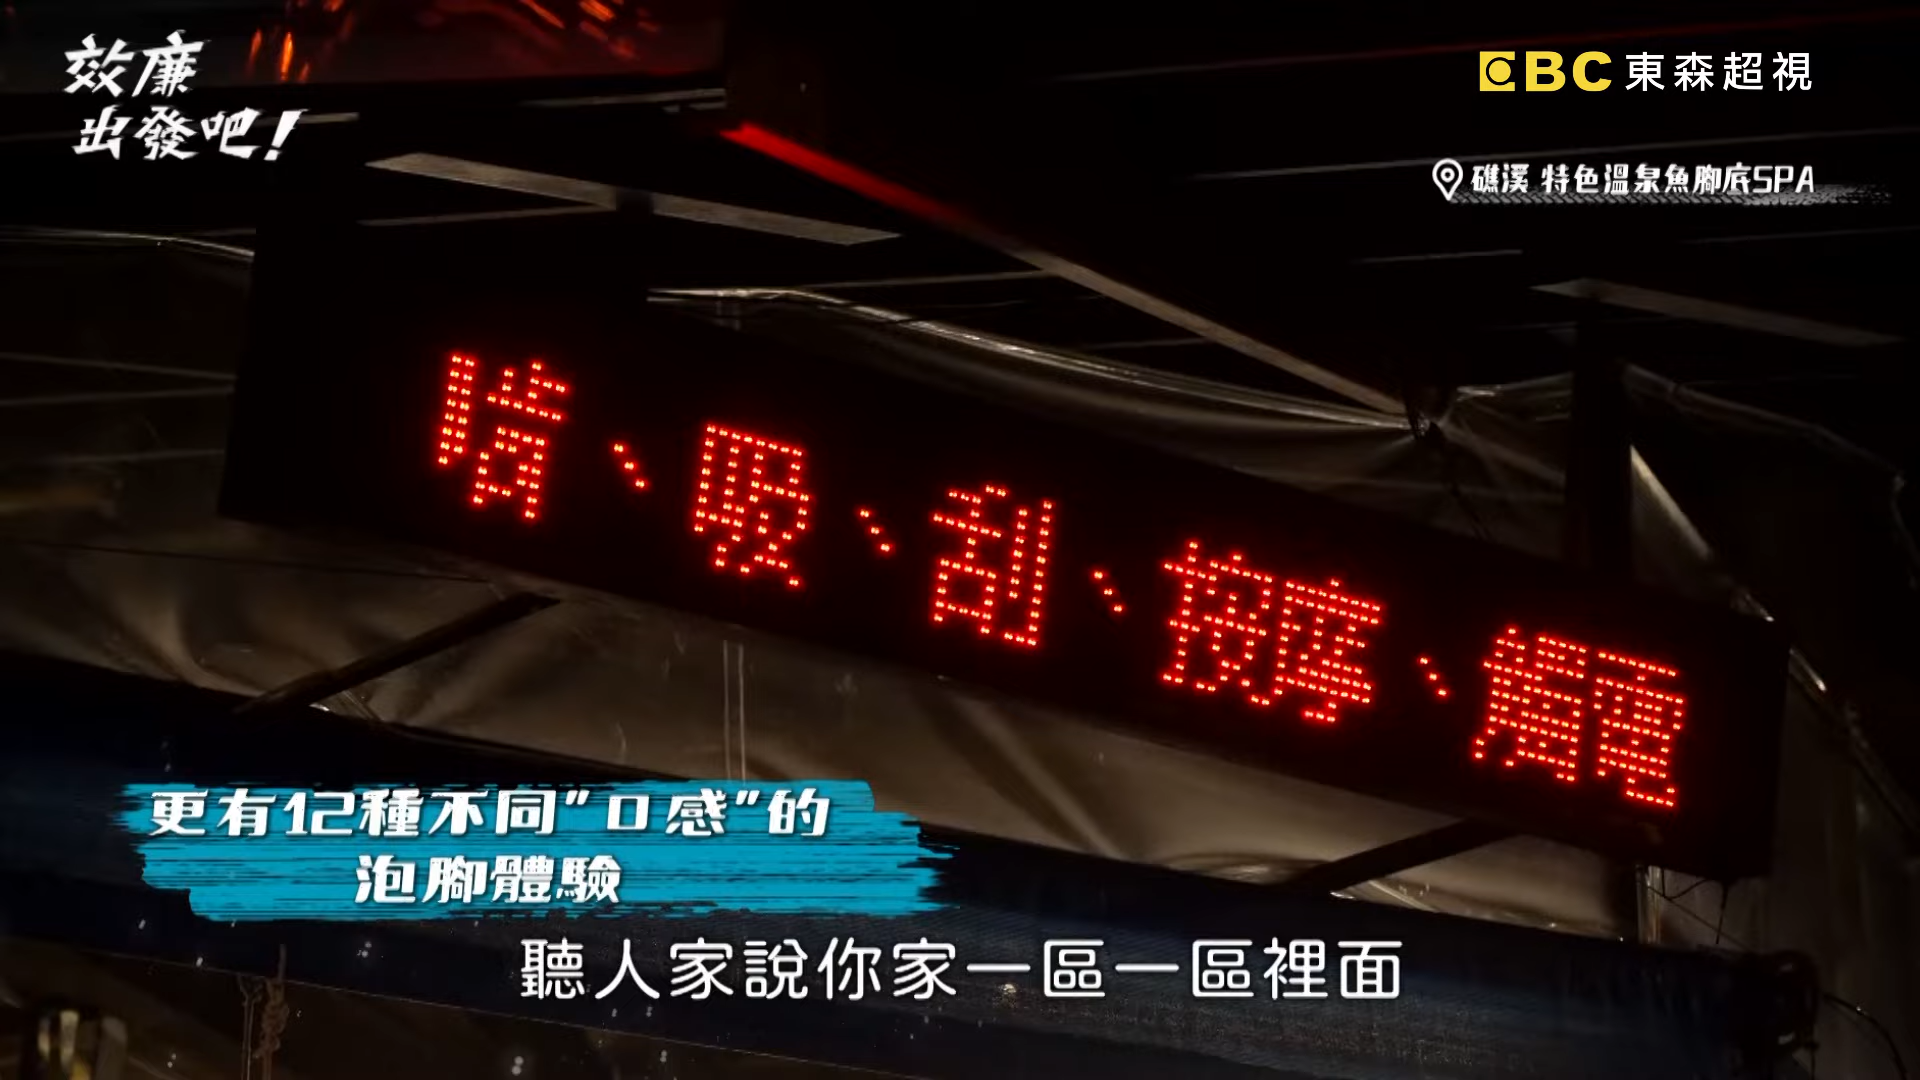 效廉
出發吧!
EBC 東森超視
礁溪 特色溫泉魚腳底SPA
啃、吸、刮、按摩、觸電
更有12種不同"口感"的
泡腳體驗
聽人家說你家一區一區裡面